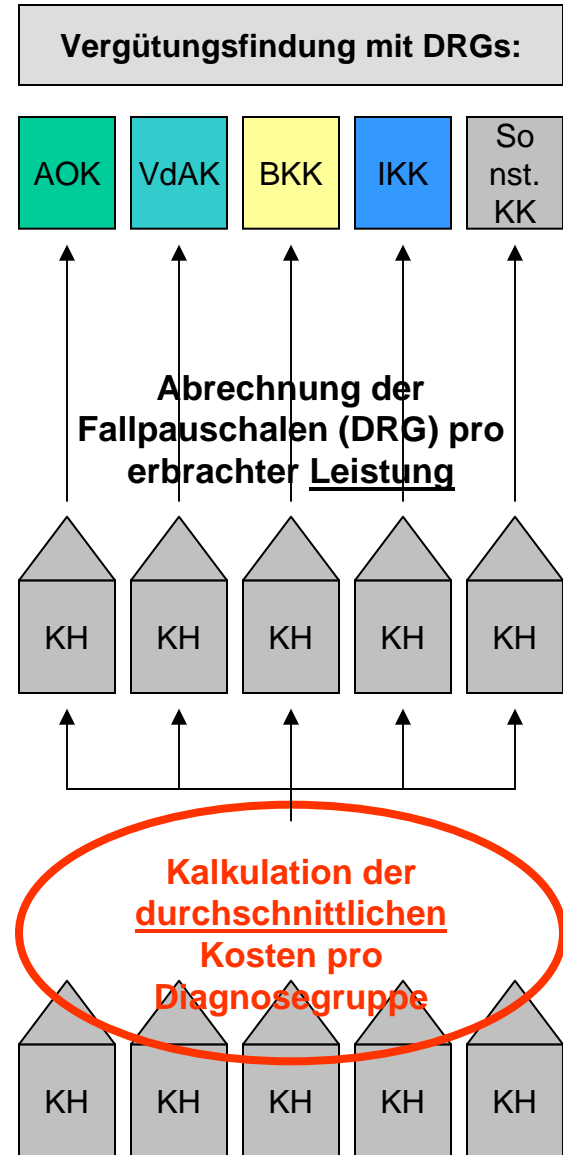 Vergütungsfindung mit DRGs:
AOK VdAK BKK IKK So
nst.
KK
Abrechnung der
Fallpauschalen (DRG) pro
erbrachter Leistung
KH KH KH KH KH
Kalkulation der
durchschnittlichen
Kosten pro
Diagnosegruppe
KH KH KH KH KH